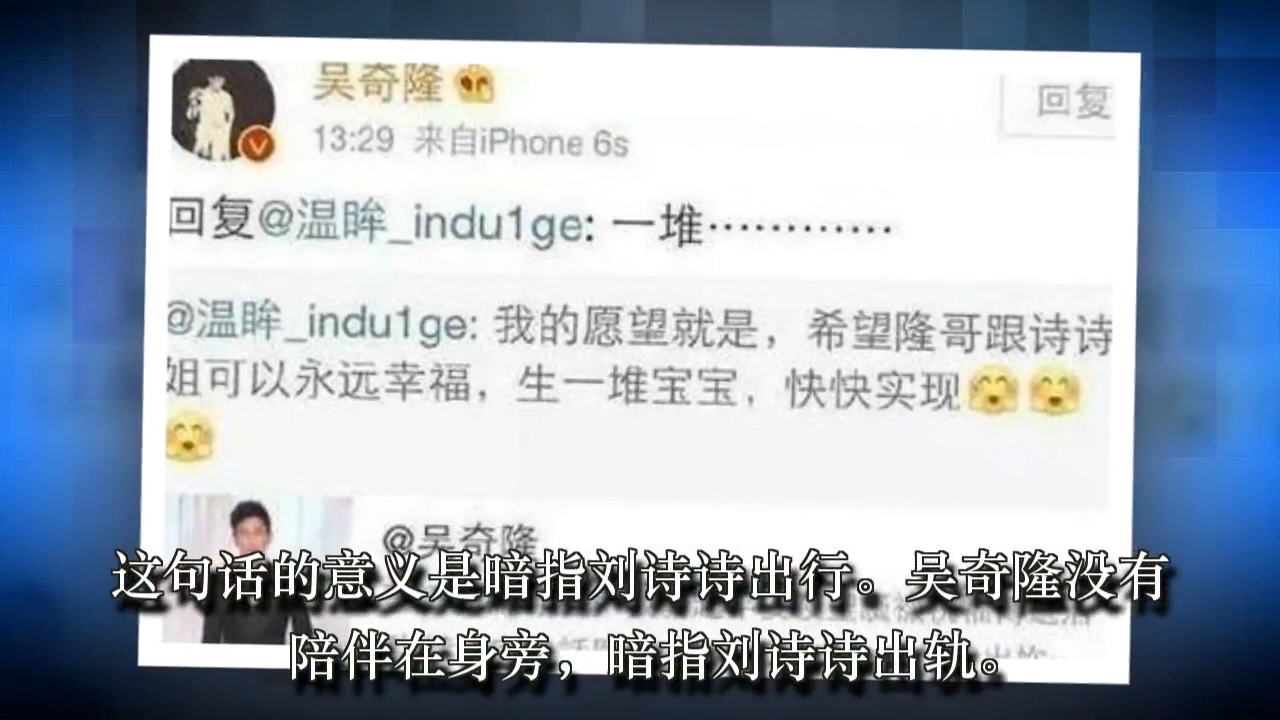 吴奇隆
13:29 来自iPhone 6s
回复
回复@温眸_indu1ge: 一堆…………
@温眸_indu1ge: 我的愿望就是，希望隆哥跟诗诗
姐可以永远幸福，生一堆宝宝，快快实现
@吴奇隆
这句话的意义是暗指刘诗诗出行。吴奇隆没有
陪伴在身旁，暗指刘诗诗出轨。